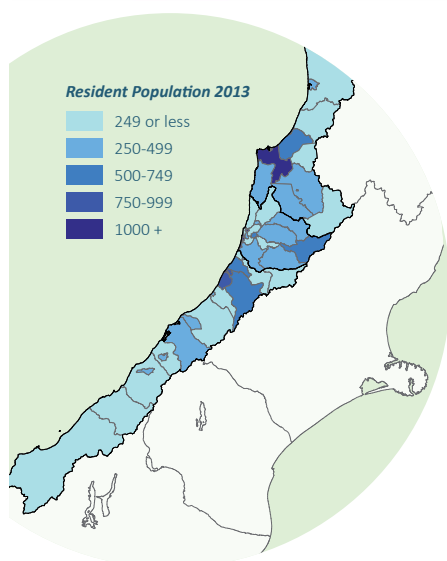 Resident Population 2013
249 or less
250-499
500-749
750-999
1000 +